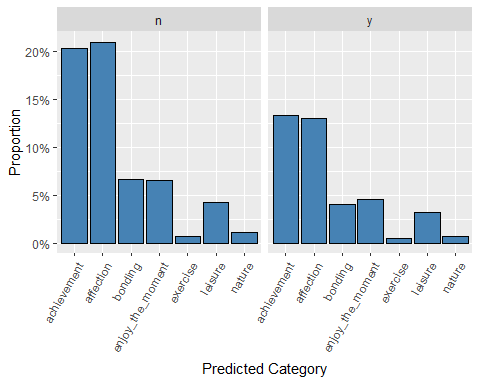 n y
20%
15%
10%
5%
0%
Proportion
achievement affection bonding enjoy_the_moment exercise leisure nature achievement affection bonding enjoy_the_moment exercise leisure nature
Predicted Category